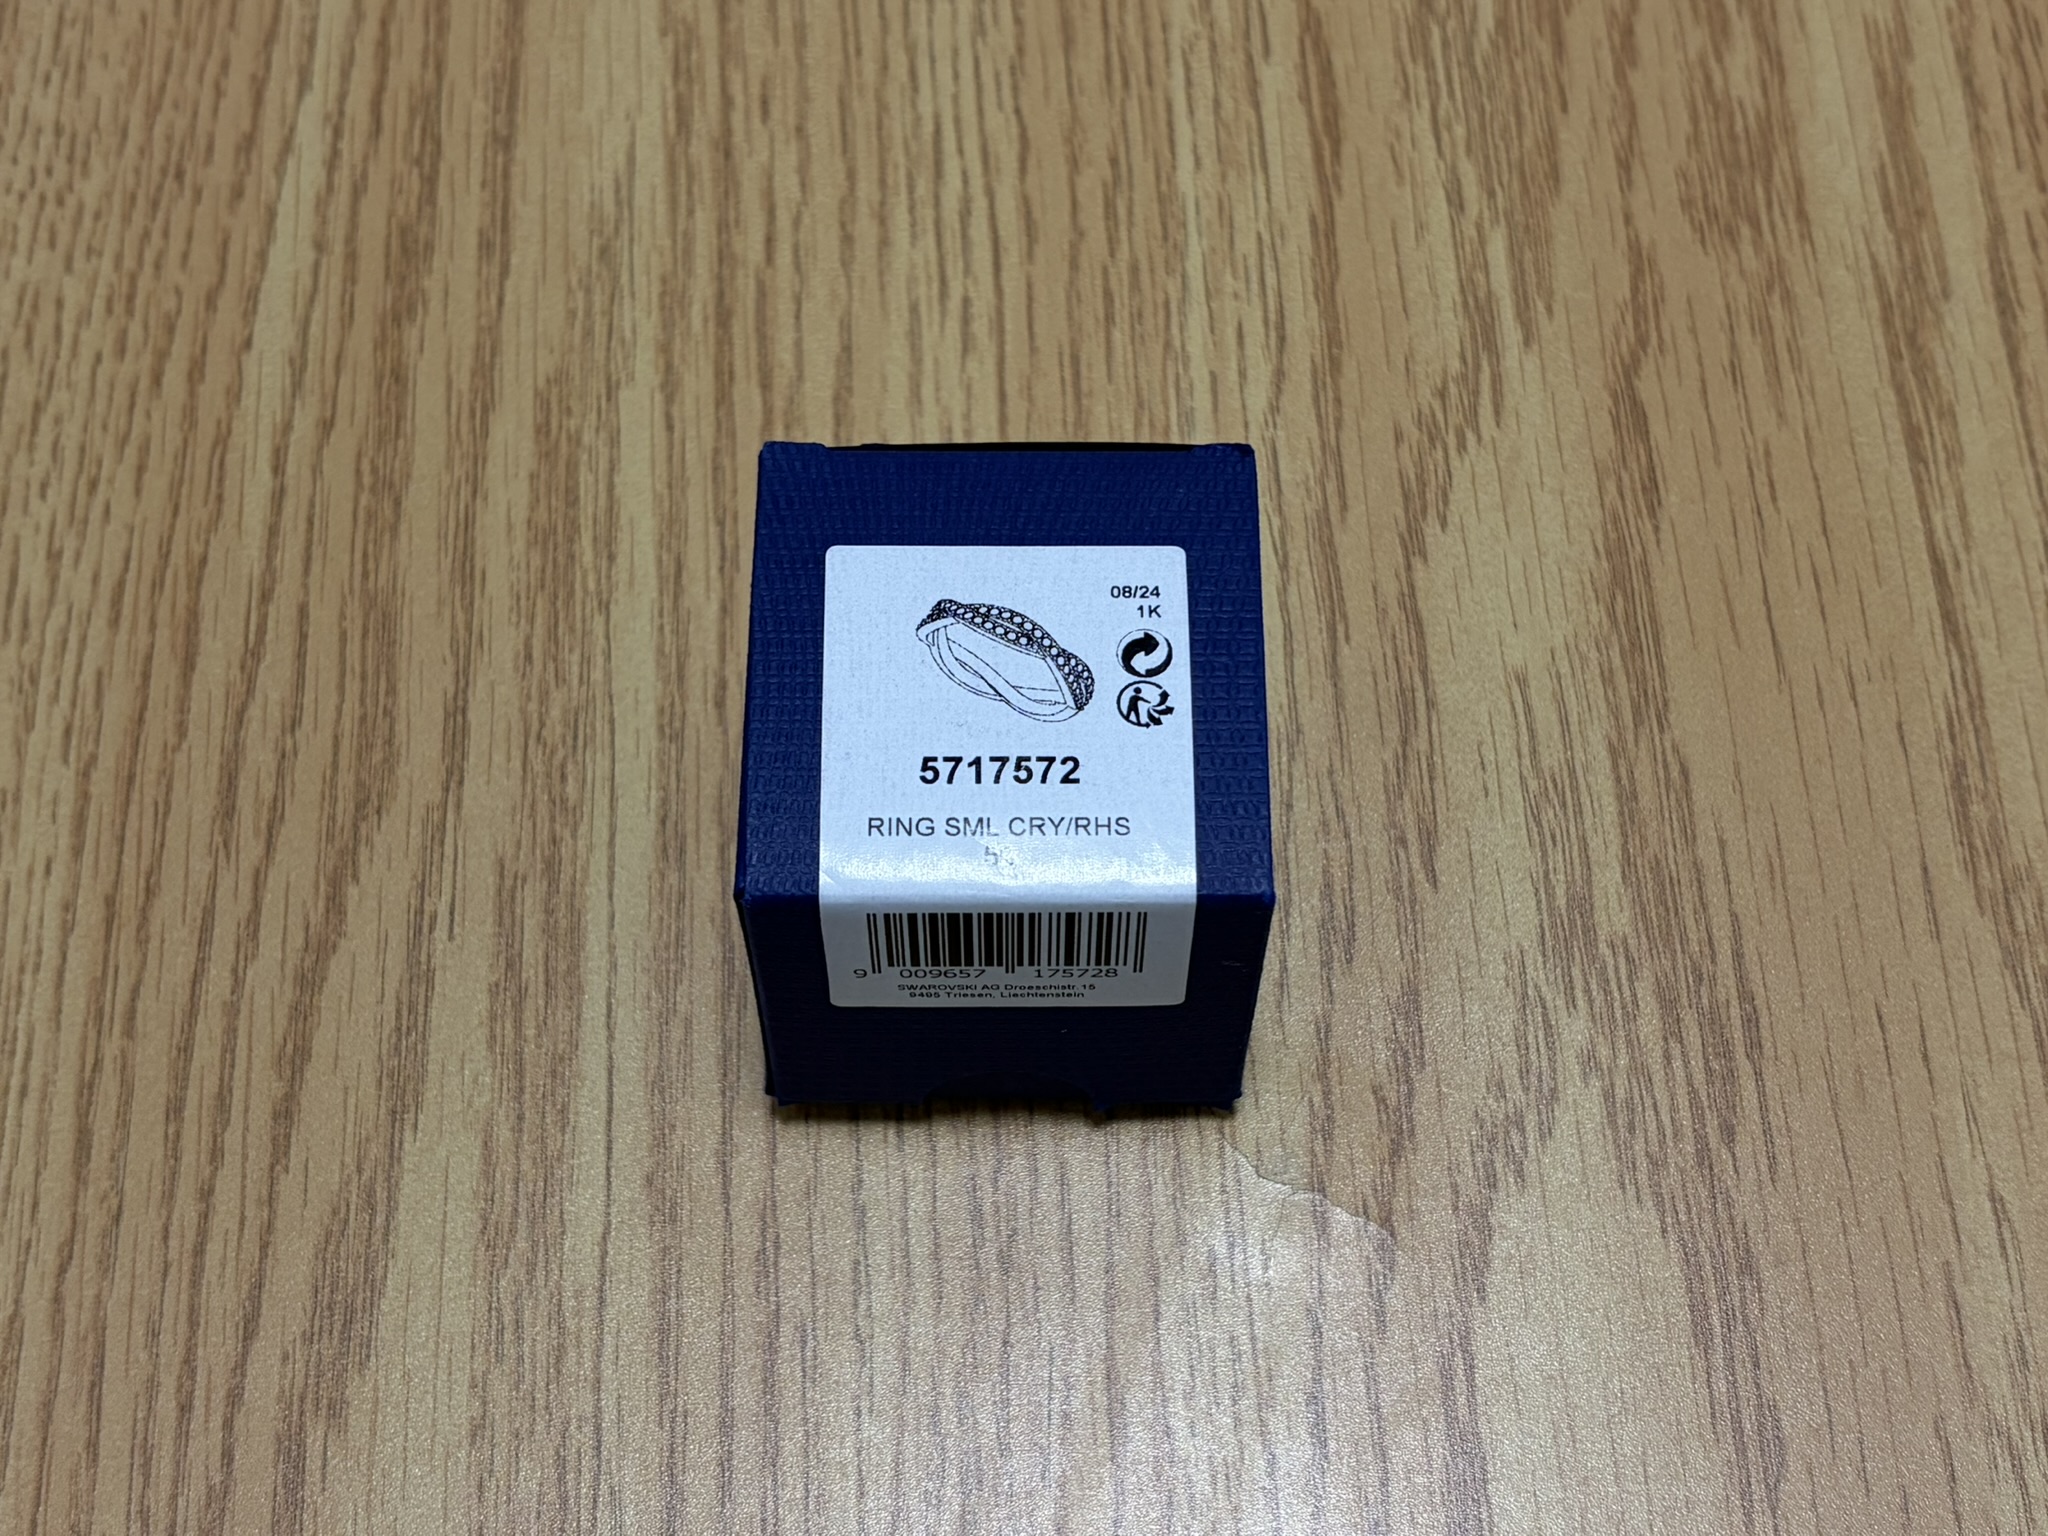 08/24
1K
5717572
RING SML CRY/RHS
9 009657 175728
SWAROVSKI AG Droeschistr. 15
9495 Triesen, Liechtenstein